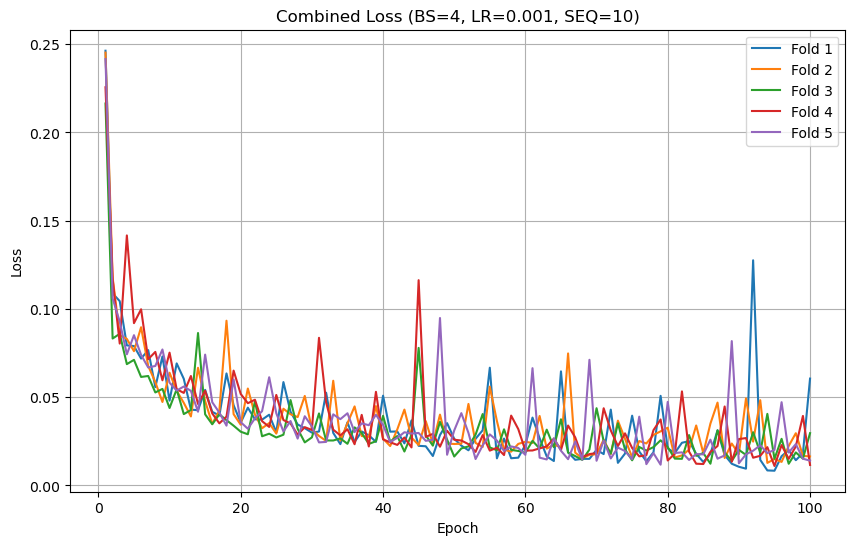 Combined Loss (BS=4, LR=0.001, SEQ=10)
Loss
0.25
0.20
0.15
0.10
0.05
0.00
Fold 1
Fold 2
Fold 3
Fold 4
Fold 5
0
20
40
60
80
100
Epoch